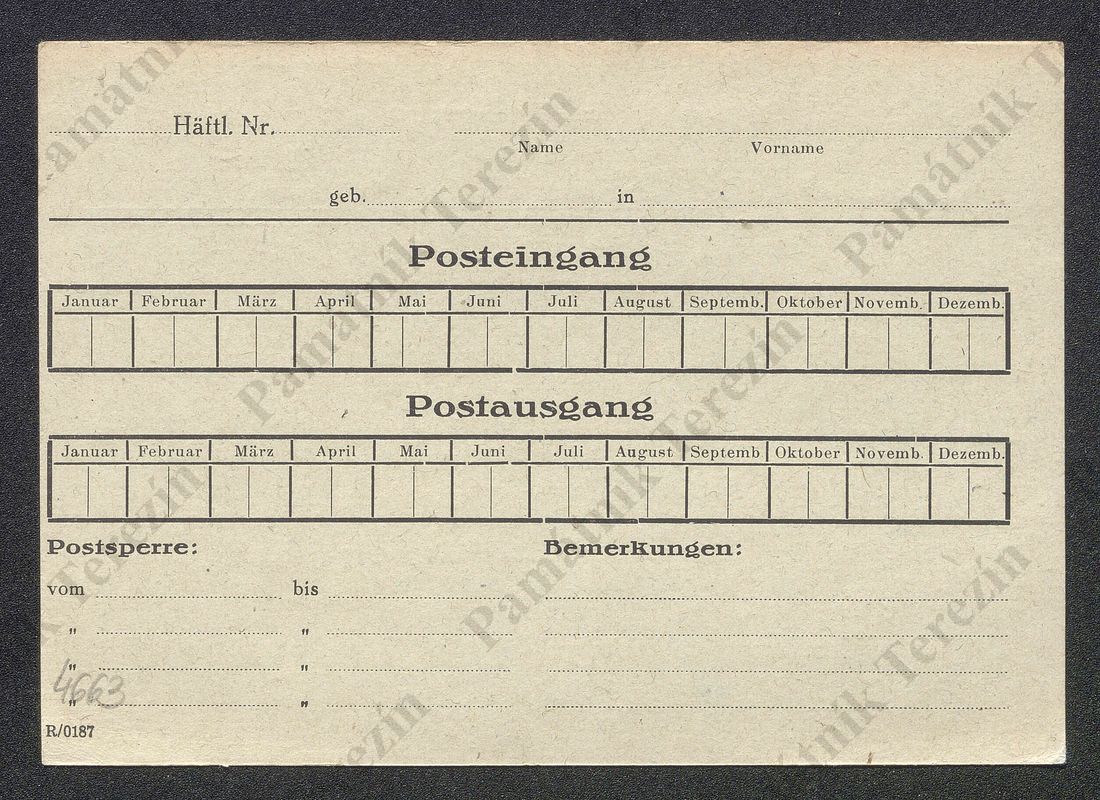 Häftl. Nr.
Name Vorname
geb. in
Posteingang
Januar Februar März April Mai Juni Juli August Septemb. Oktober Novemb. Dezemb.
Postausgang
Januar Februar März April Mai Juni Juli August Septemb Oktober Novemb. Dezemb.
Postsperre: Bemerkungen:
vom bis
" "
" "
" "
4663
R/0187
Památník Terezín
Památník Terezín
Památník Terezín
Památník Terezín
Památník Terezín